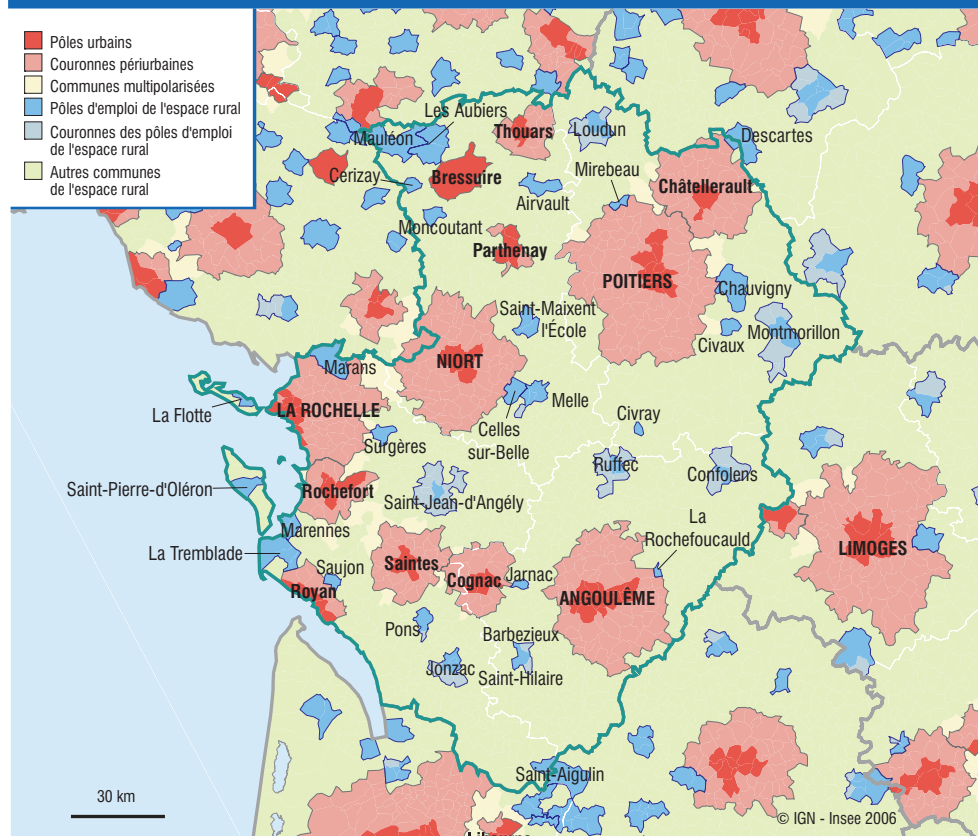 Pôles urbains
Couronnes périurbaines
Communes multipolarisées
Pôles d'emploi de l'espace rural
Couronnes des pôles d'emploi
de l'espace rural
Autres communes
de l'espace rural
Les Aubiers
Thouars
Loudun
Descartes
Mauléon
Cerizay
Bressuire
Mirebeau
Châtellerault
Airvault
Moncoutant
Parthenay
POITIERS
Chauvigny
Saint-Maixent
l'École
Civaux
Montmorillon
NIORT
Marans
La Flotte
LA ROCHELLE
Melle
Celles
sur-Belle
Civray
Surgères
Ruffec
Confolens
Saint-Pierre-d'Oléron
Rochefort
Saint-Jean-d'Angély
La
Rochefoucauld
Marennes
La Tremblade
Saujon
Saintes
Cognac
Jarnac
LIMOGES
Royan
ANGOULÊME
Pons
Barbezieux
Saint-Hilaire
Jonzac
Saint-Aigulin
30 km
© IGN - Insee 2006